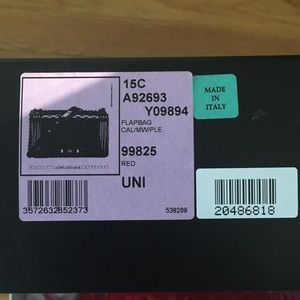 15C
A92693
Y09894
FLAPBAG
CAL/MW/PLE
99825
RED
UNI
3572632852373
539289
MADE
IN
ITALY
20486818